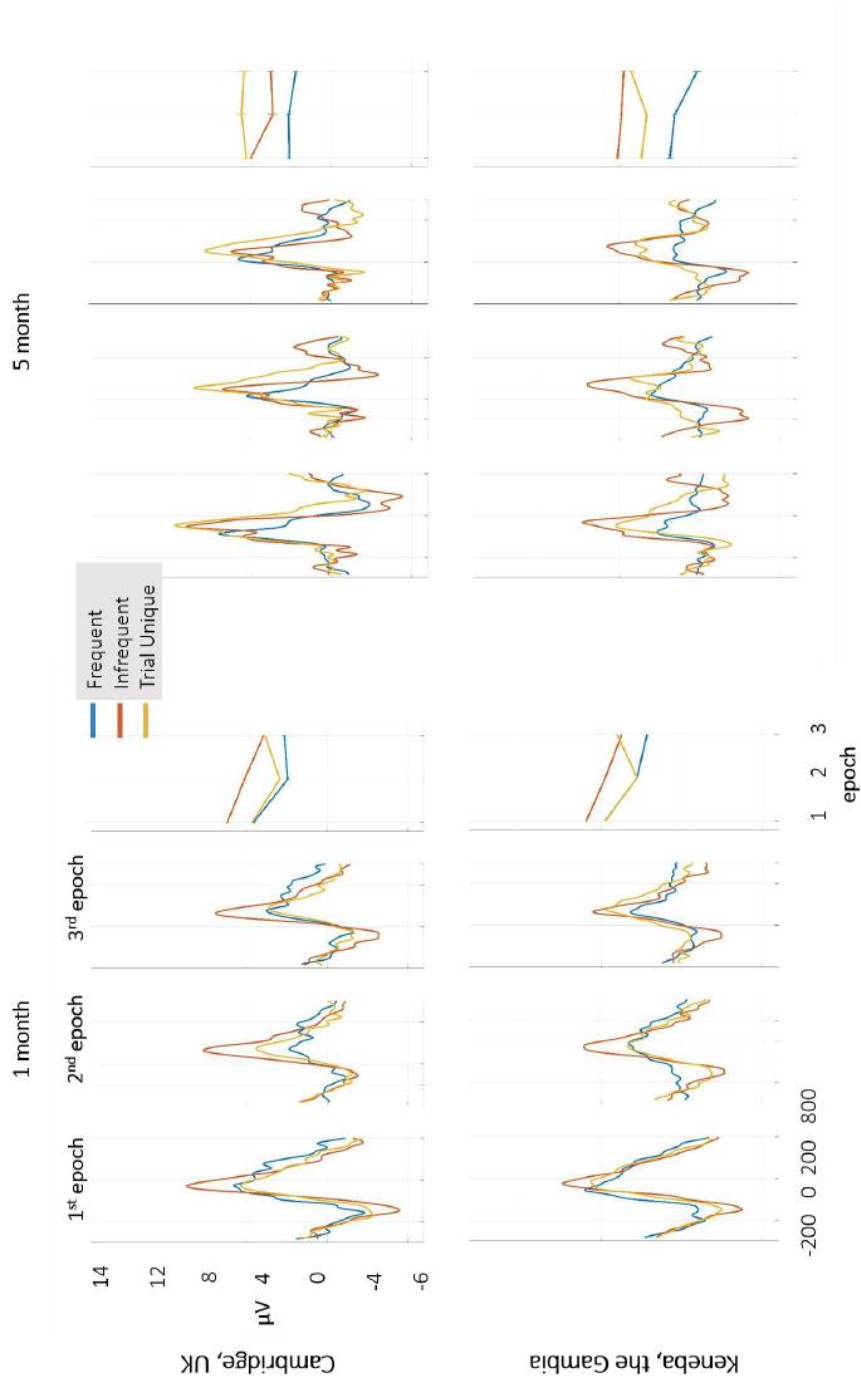 1 month
5 month
1st epoch
2nd epoch
3rd epoch
Frequent
Infrequent
Trial Unique
Cambridge, UK
µV
14
12
8
4
0
-4
-6
Keneba, the Gambia
-200
0
200
800
1
2
3
epoch